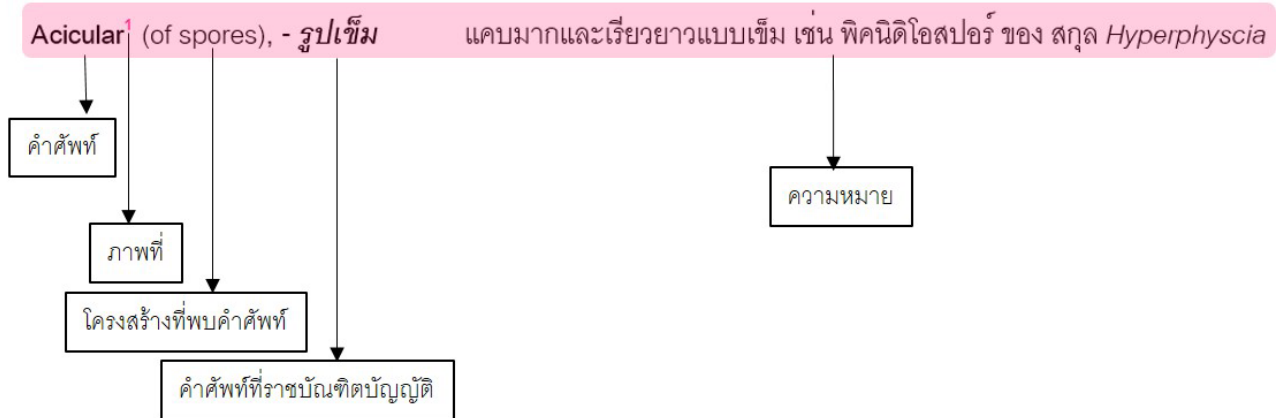 Acicular¹ (of spores), - รูปเข็ม แคบมากและเรียวยาวแบบเข็ม เช่น พิคนิดิโอสปอร์ ของ สกุล Hyperphyscia
คำศัพท์
ความหมาย
ภาพที่
โครงสร้างที่พบคำศัพท์
คำศัพท์ที่ราชบัณฑิตบัญญัติ